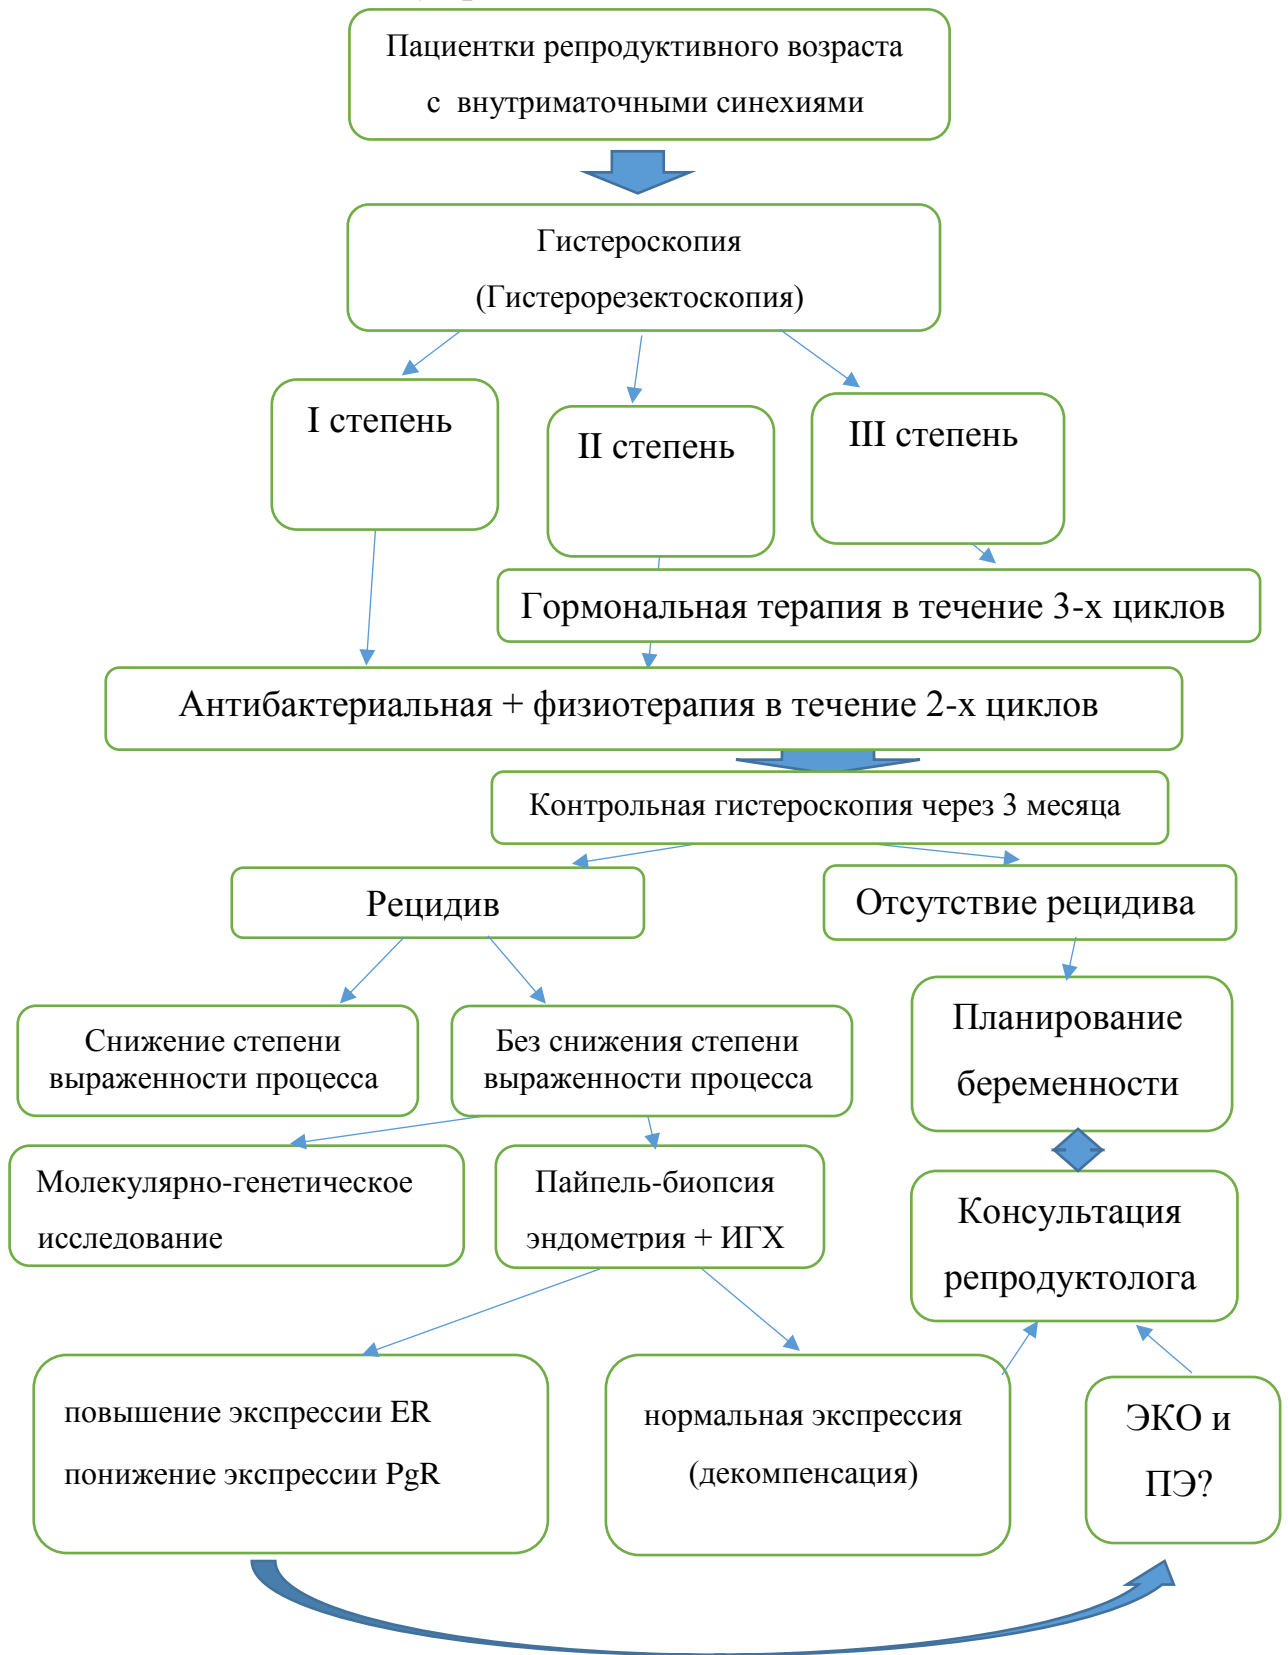 Пациентки репродуктивного возраста
с внутриматочными синехиями
Гистероскопия
(Гистерорезектоскопия)
I степень
II степень
III степень
Гормональная терапия в течение 3-х циклов
Антибактериальная + физиотерапия в течение 2-х циклов
Контрольная гистероскопия через 3 месяца
Рецидив
Отсутствие рецидива
Снижение степени
выраженности процесса
Без снижения степени
выраженности процесса
Планирование
беременности
Молекулярно-генетическое
исследование
Пайпель-биопсия
эндометрия + ИГХ
Консультация
репродуктолога
повышение экспрессии ER
понижение экспрессии PgR
нормальная экспрессия
(декомпенсация)
ЭКО и
ПЭ?